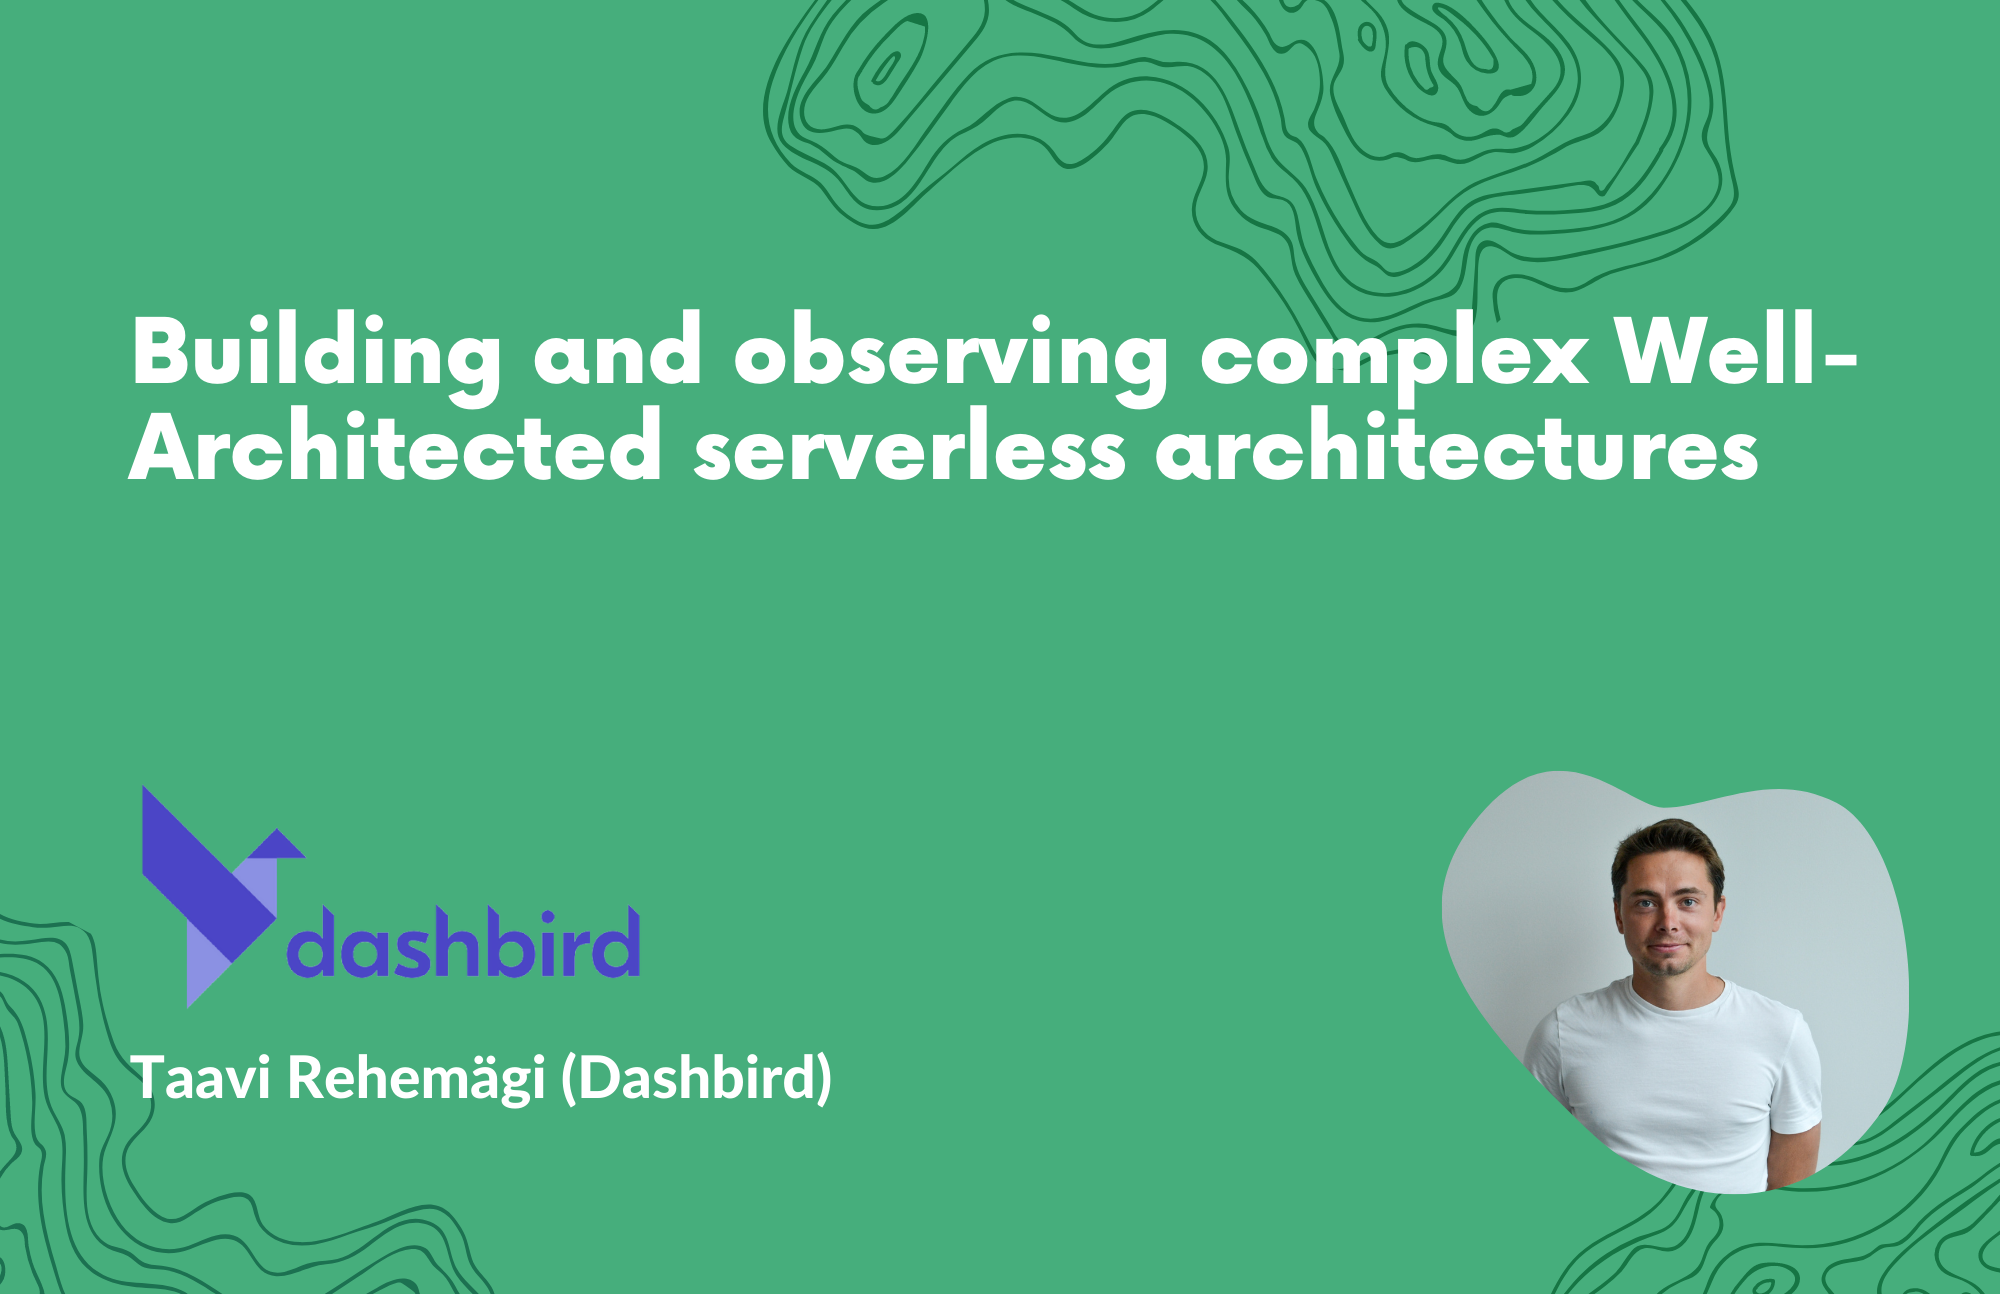 Building and observing complex Well-
Architected serverless architectures
dashbird
Taavi Rehemägi (Dashbird)